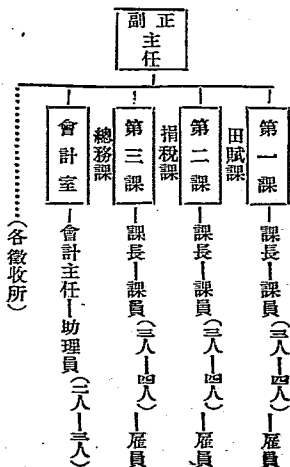 正副主任
第一課
田賦課
課長—課員(三人—四人)—雇員
第二課
捐稅課
課長—課員(三人—四人)—雇員
第三課
總務課
課長—課員(三人—四人)—雇員
會計室
會計主任—助理員(二人—三人)
(各徵收所)